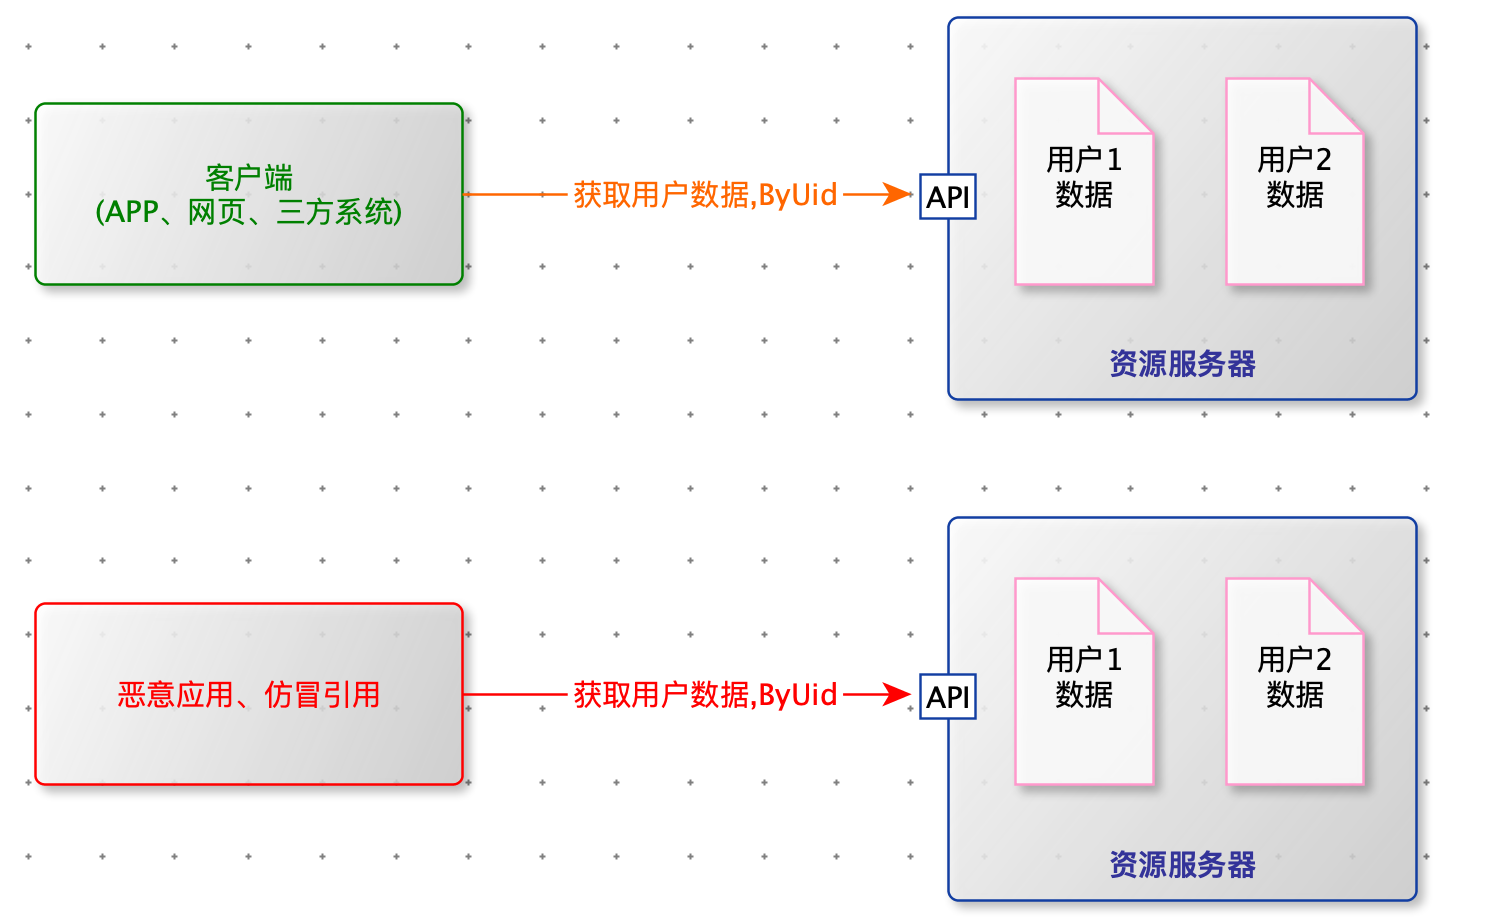 客户端
(APP、网页、三方系统)
获取用户数据,ByUid
API
用户1
数据
用户2
数据
资源服务器
恶意应用、仿冒引用
获取用户数据,ByUid
API
用户1
数据
用户2
数据
资源服务器